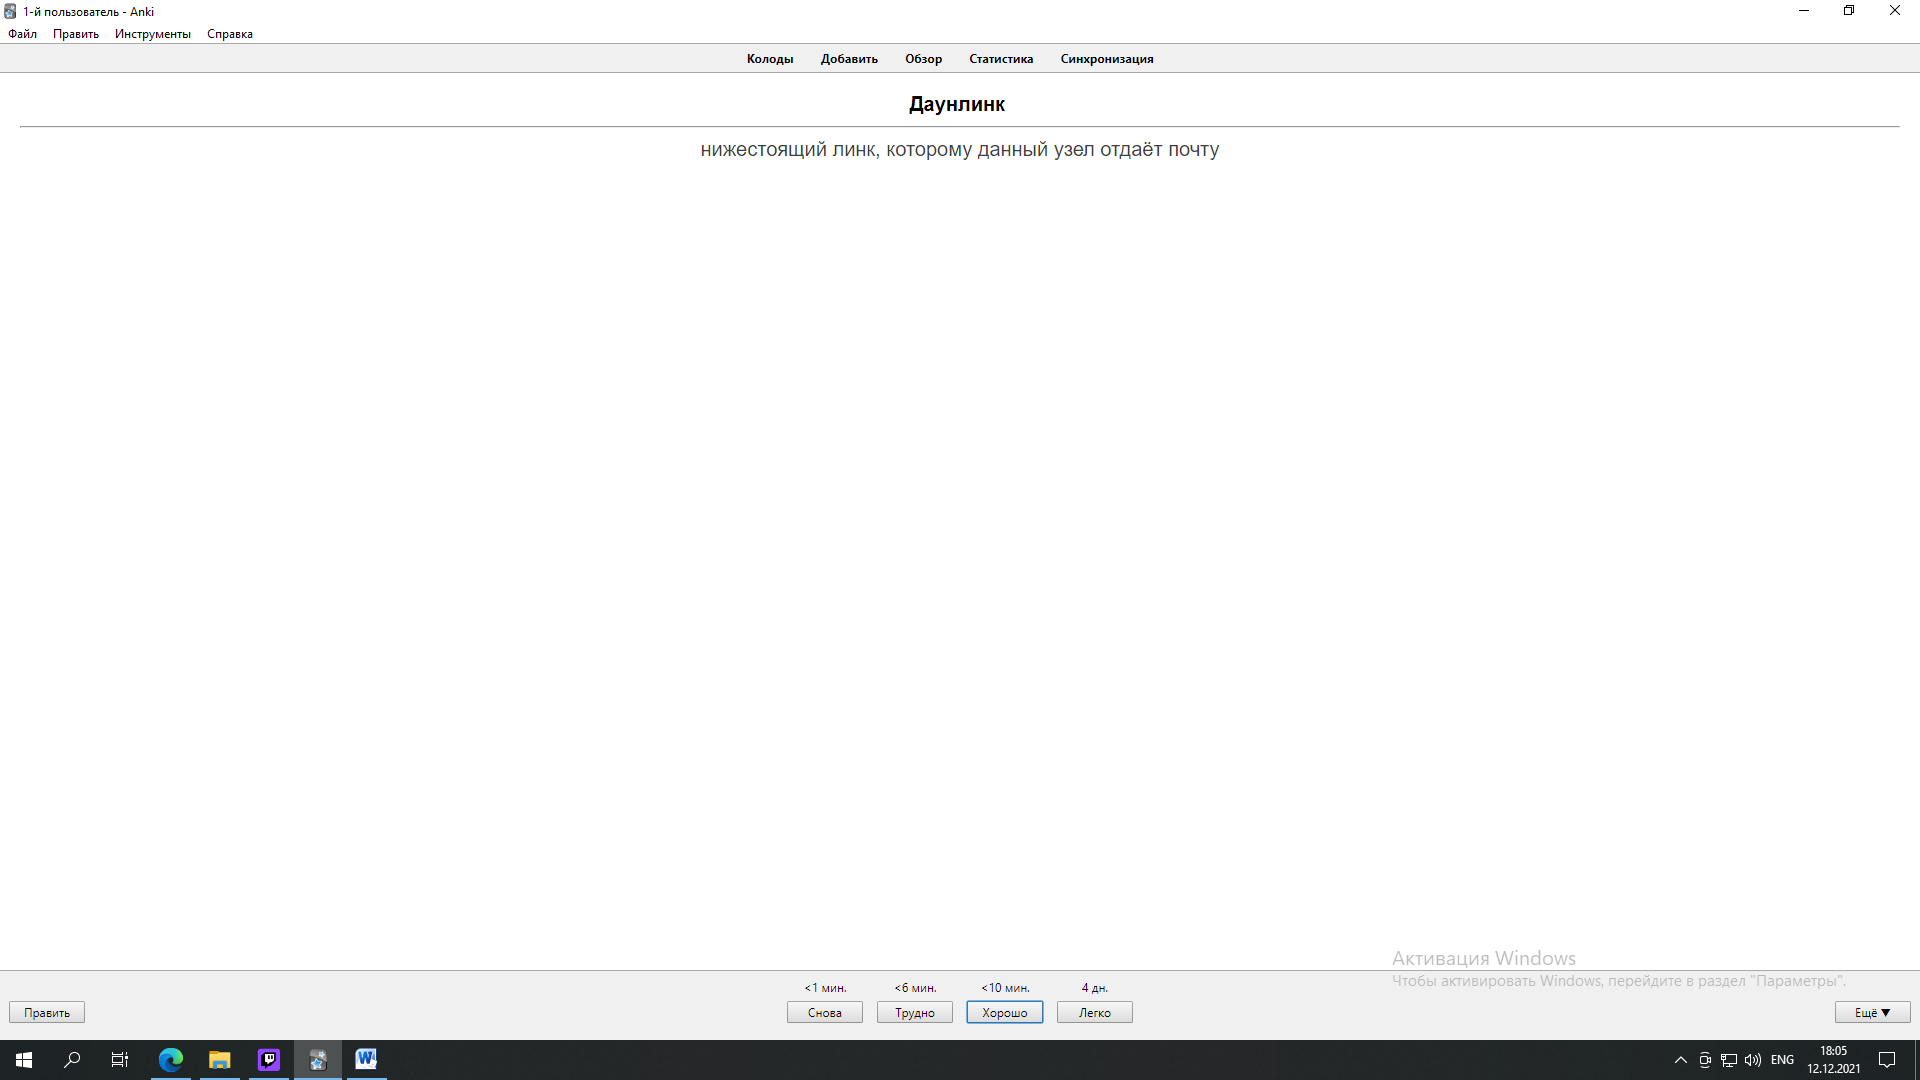 1-й пользователь - Anki
Файл Править Инструменты Справка
Колоды Добавить Обзор Статистика Синхронизация
Даунлинк
нижестоящий линк, которому данный узел отдаёт почту
Активация Windows
Чтобы активировать Windows, перейдите в раздел "Параметры".
<1 мин. <6 мин. <10 мин. 4 дн.
Править Снова Трудно Хорошо Легко Ещё ▼
ENG
18:05
12.12.2021